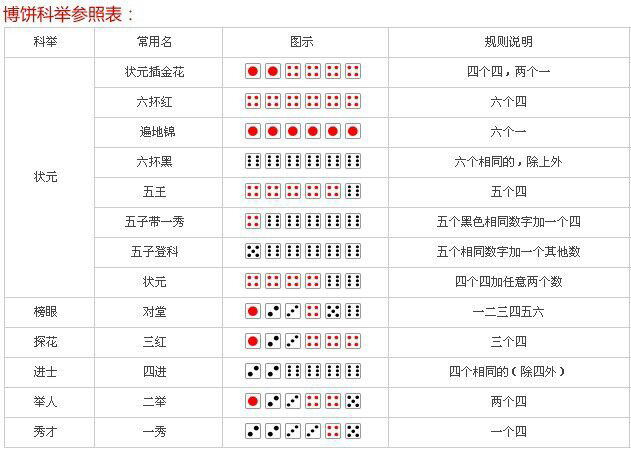 博饼科举参照表：
科举 常用名 图示 规则说明
状元插金花 四个四，两个一
六抔红 六个四
遍地锦 六个一
六抔黑 六个相同的，除上外
状元
五王 五个四
五子带一秀 五个黑色相同数字加一个四
五子登科 五个相同数字加一个其他数
状元 四个四加任意两个数
榜眼 对堂 一二三四五六
探花 三红 三个四
进士 四进 四个相同的（除四外）
举人 二举 两个四
秀才 一秀 一个四